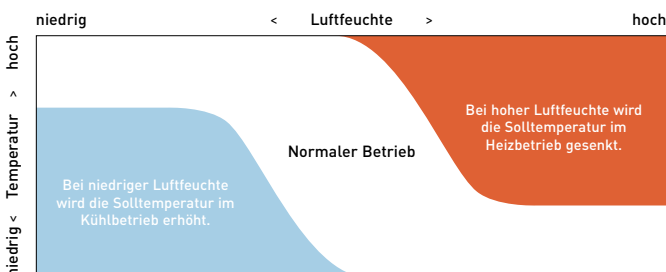 niedrig < Luftfeuchte > hoch
niedrig < Temperatur > hoch
Bei hoher Luftfeuchte wird
die Solltemperatur im
Heizbetrieb gesenkt.
Normaler Betrieb
Bei niedriger Luftfeuchte
wird die Solltemperatur im
Kühlbetrieb erhöht.